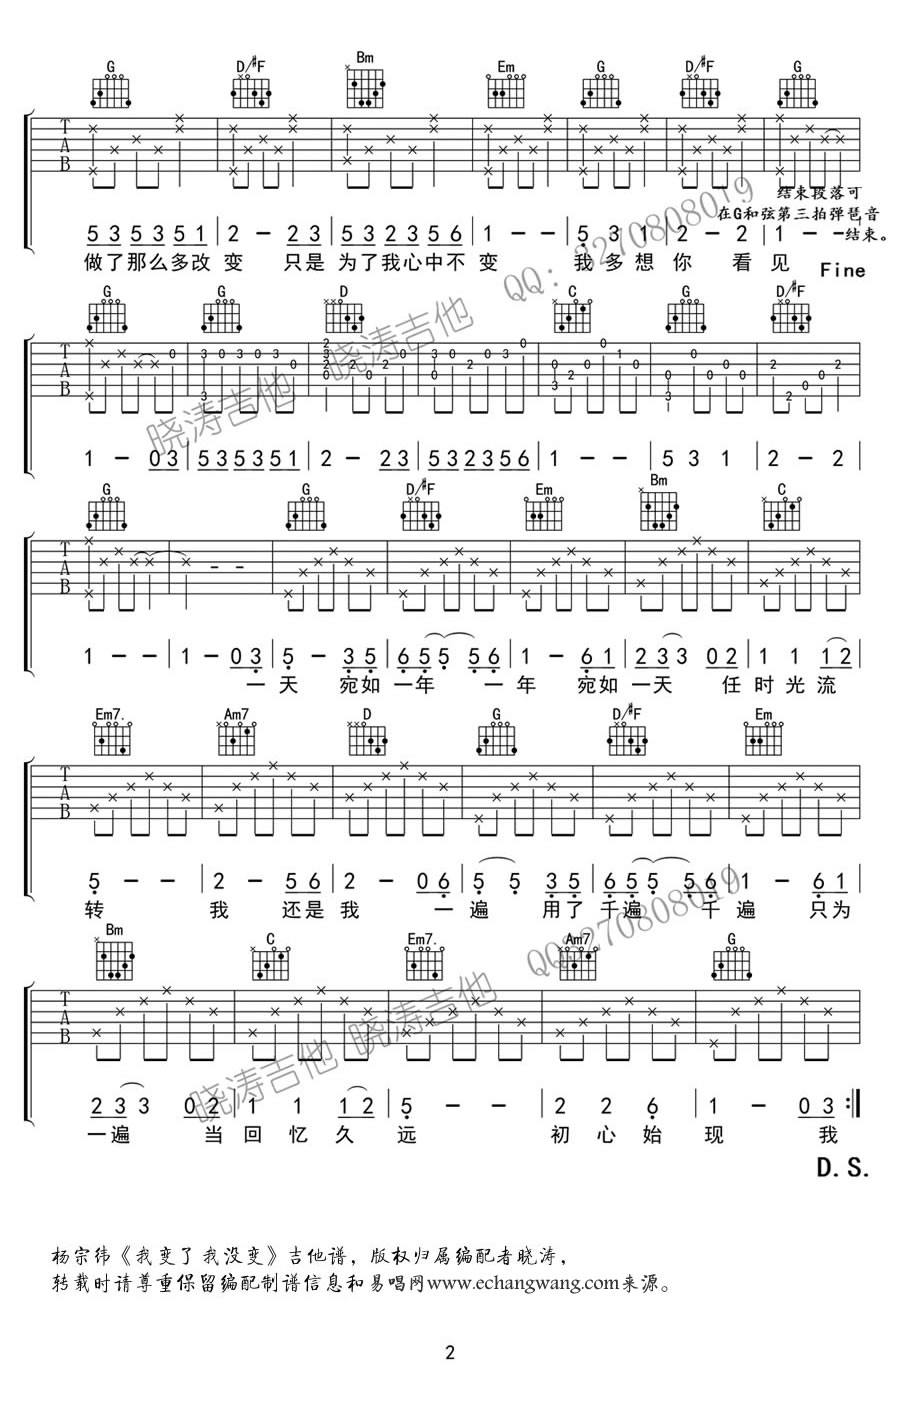 G D/#F Bm Em G D/#F G
T
A
B
结束段落可
在G和弦第三拍弹琶音
5 3 5 3 5 1 2 - 2 3 5 3 2 3 5 6 1 - - 5 3 1 2 - 2 1 - - 结束。
做了那么多改 变 只是 为了我心中不 变 我 多 想 你 看 见 Fine
G G D C G D/#F
T
A
B
1 - 0 3 5 3 5 3 5 1 2 - 2 3 5 3 2 3 5 6 1 - - 5 3 1 2 - 2
G G D/#F Em Bm C
T
A
B
1 - - 1 - 0 3 5 - 3 5 6 5 5 5 6 1 - 6 1 2 3 3 0 2 1 1 1 2
一 天 宛如 一年 一 年 宛如 一天 任 时 光 流
Em7. Am7 D G D/#F Em
T
A
B
5 - - 2 - 5 6 2 - 0 6 5 5 3 5 6 5 5 5 6 1 - 6 1
转 我 还是 我 一 遍 用了 千遍 千 遍 只为
Bm C Em7. Am7 G
T
A
B
2 3 3 0 2 1 1 1 2 5 - - 2 2 6 1 - 0 3
一遍 当 回 忆 久 远 初 心 始 现 我
D.S.
晓涛吉他 晓涛吉他 QQ:3270808019
晓涛吉他 晓涛吉他 QQ:3270808019
杨宗纬《我变了 我没变》吉他谱，版权归属编配者晓涛，
转载时请尊重保留编配制谱信息和易唱网www.echangwang.com来源。
2